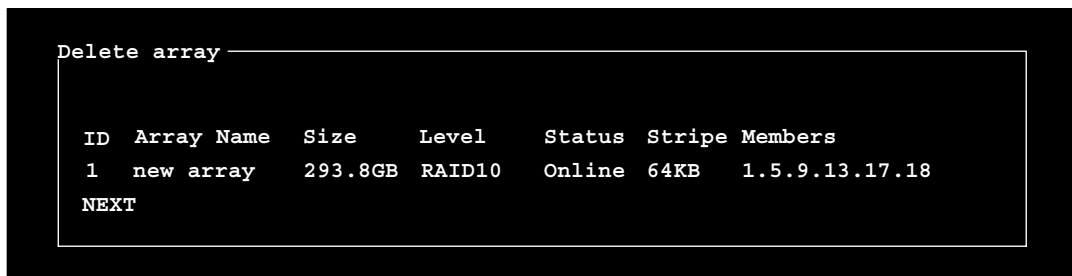 Delete array
ID Array Name Size Level Status Stripe Members
1 new array 293.8GB RAID10 Online 64KB 1.5.9.13.17.18
NEXT